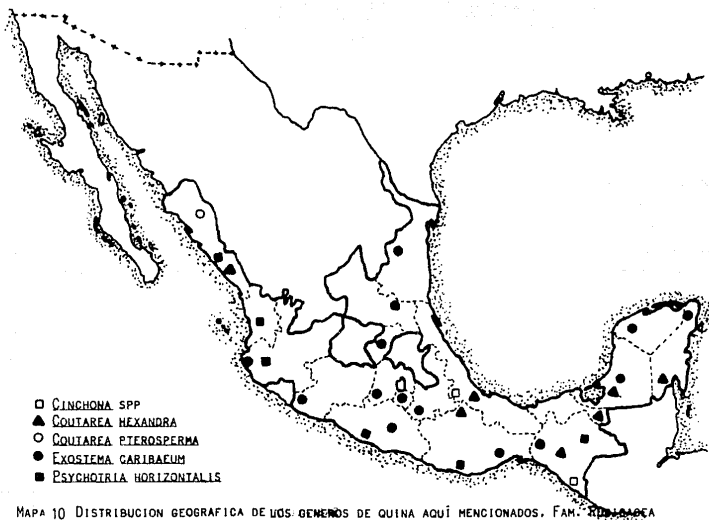 CINCHONA SPP
COUTAREA HEXANDRA
COUTAREA PTEROSPERMA
EXOSTEMA CARIBAEUM
PSYCHOTRIA HORIZONTALIS
MAPA 10 DISTRIBUCION GEOGRAFICA DE LOS GENEROS DE QUINA AQUÍ MENCIONADOS. FAM.